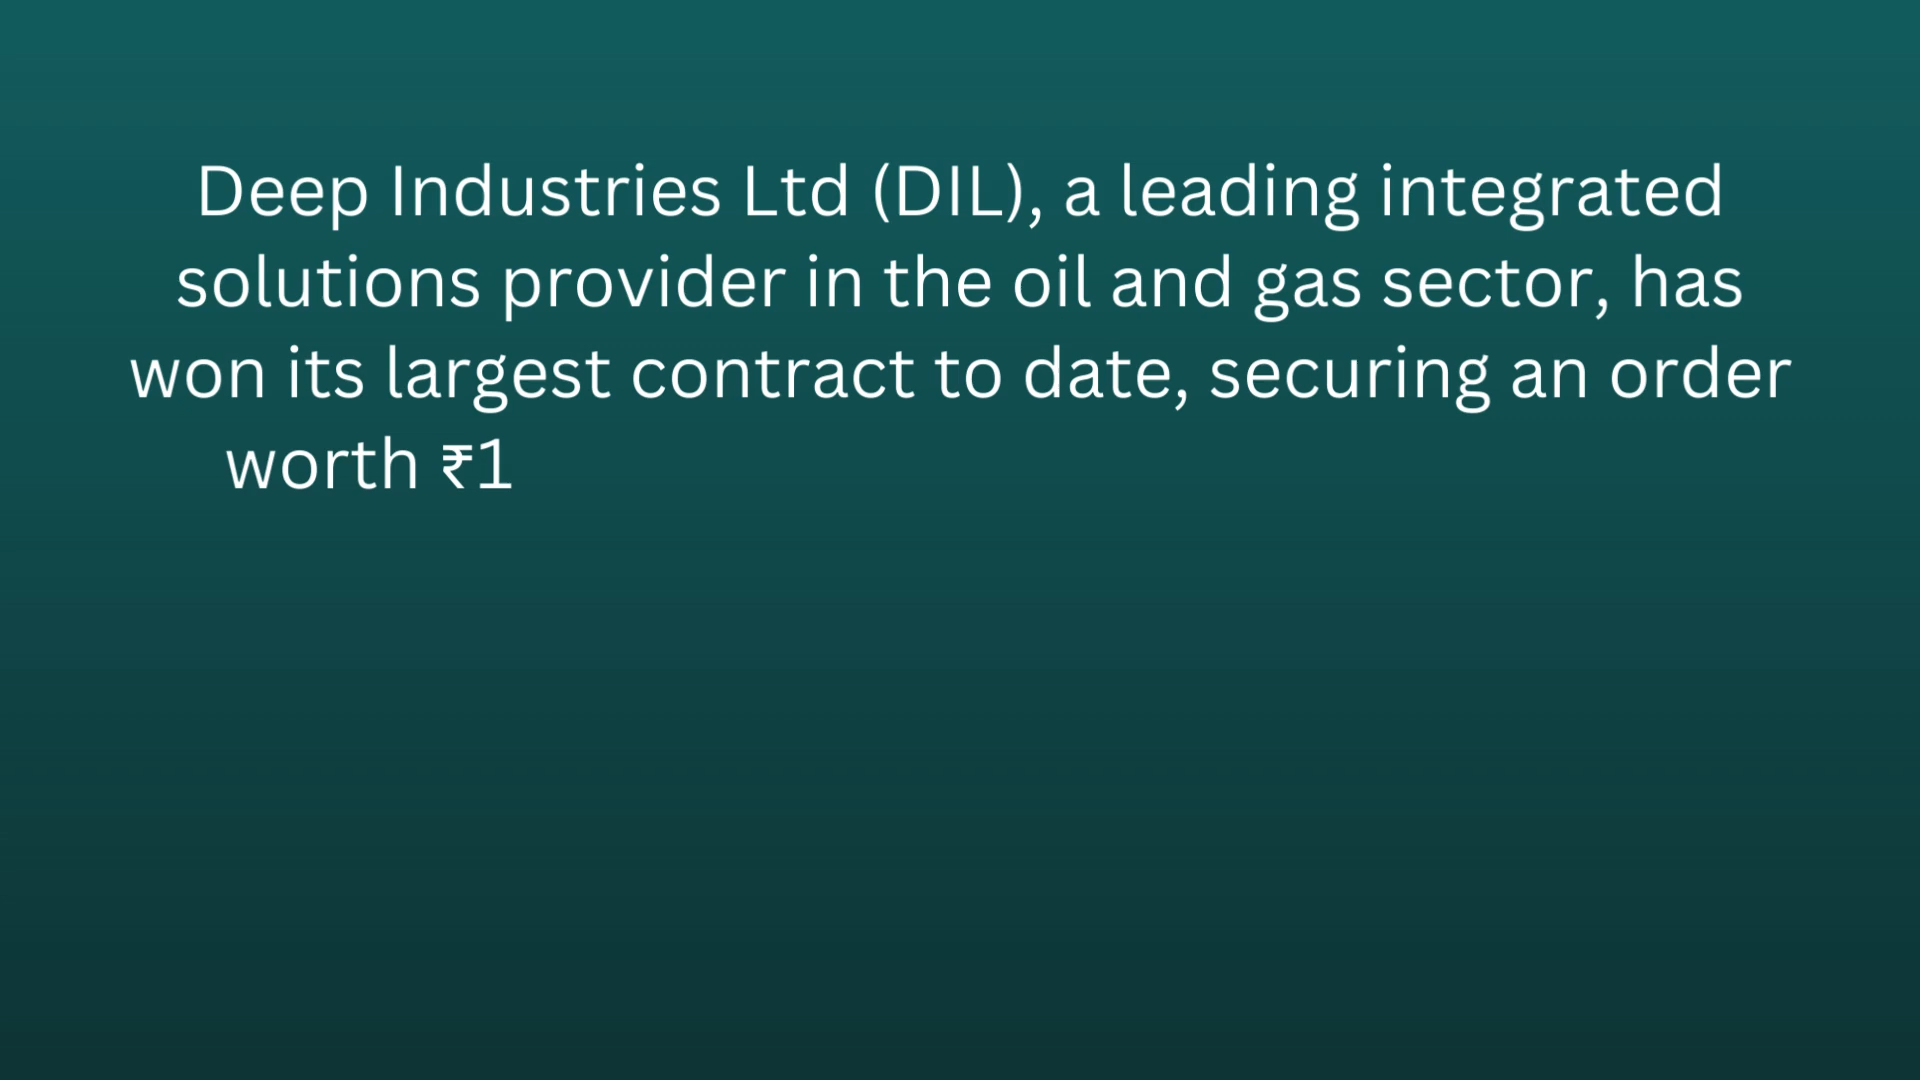 Deep Industries Ltd (DIL), a leading integrated
solutions provider in the oil and gas sector, has
won its largest contract to date, securing an order
worth ₹1